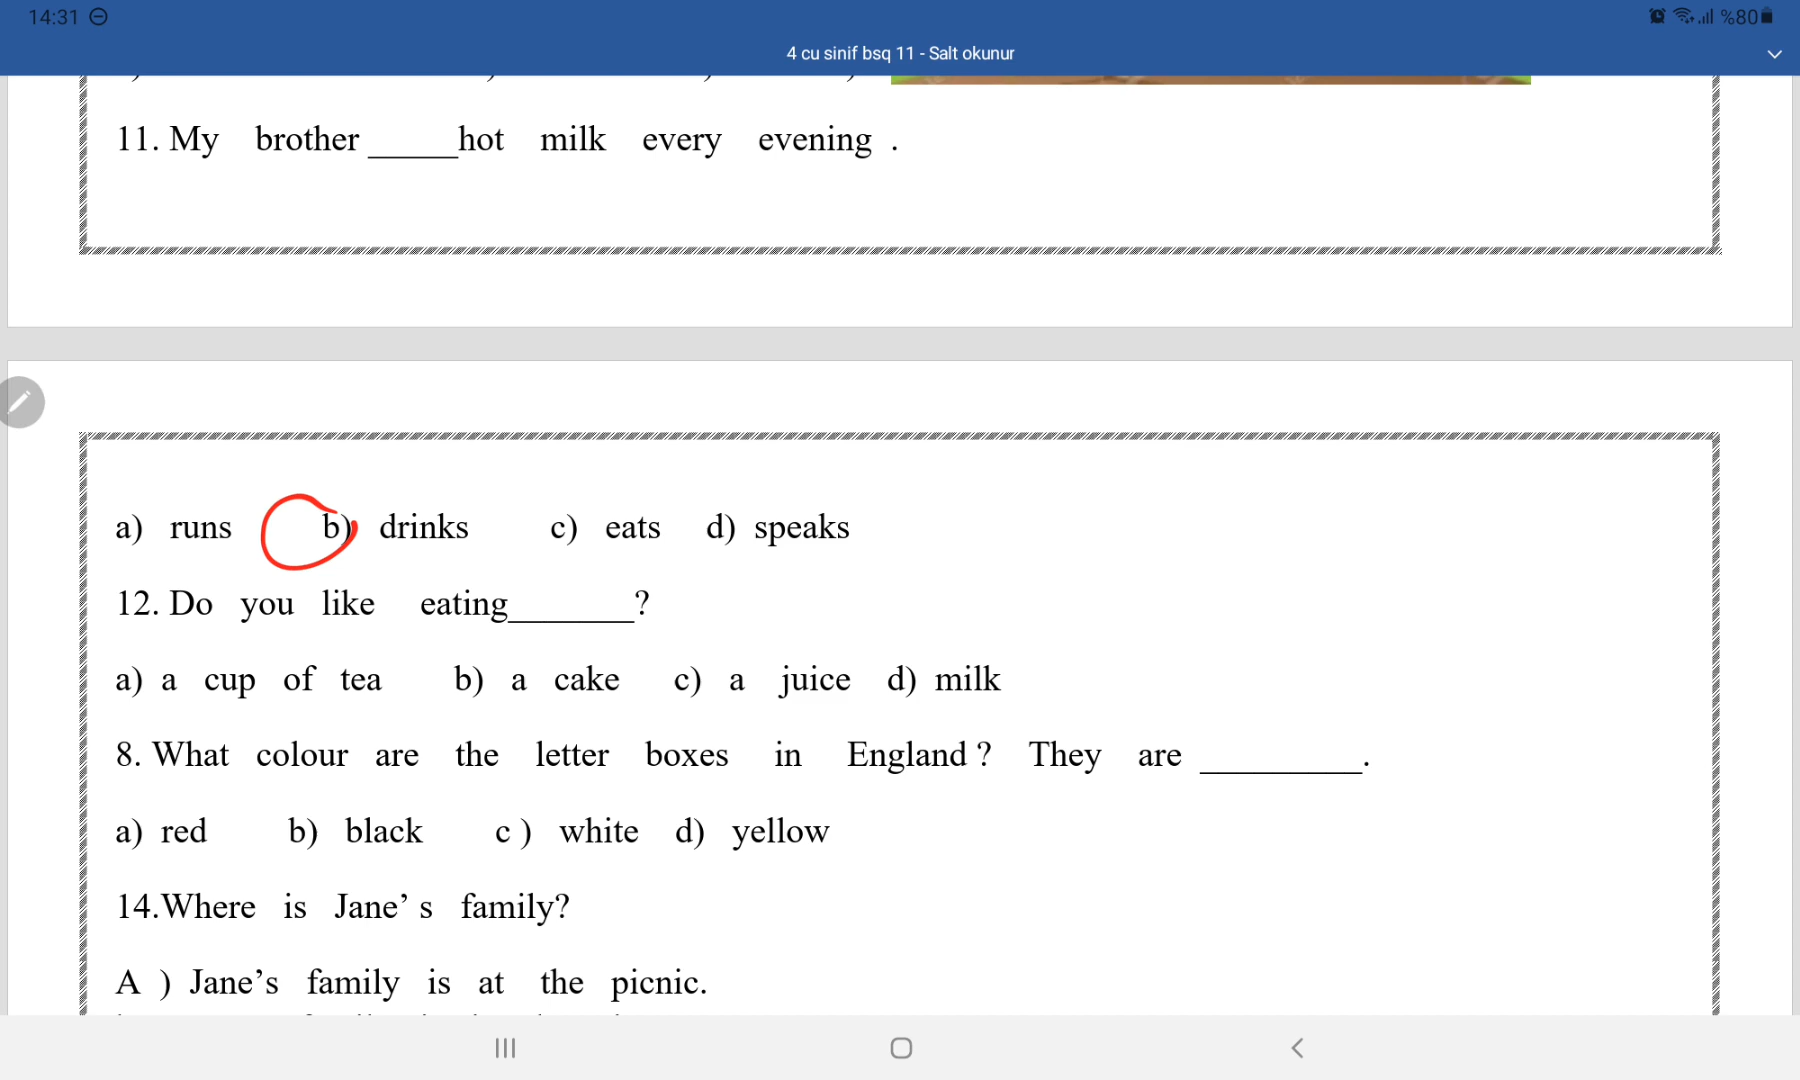 14:31
%80
4 cu sinif bsq 11 - Salt okunur
11. My brother _____hot milk every evening .
a) runs b) drinks c) eats d) speaks
12. Do you like eating_______?
a) a cup of tea b) a cake c) a juice d) milk
8. What colour are the letter boxes in England ? They are _________.
a) red b) black c ) white d) yellow
14.Where is Jane’ s family?
A ) Jane’s family is at the picnic.